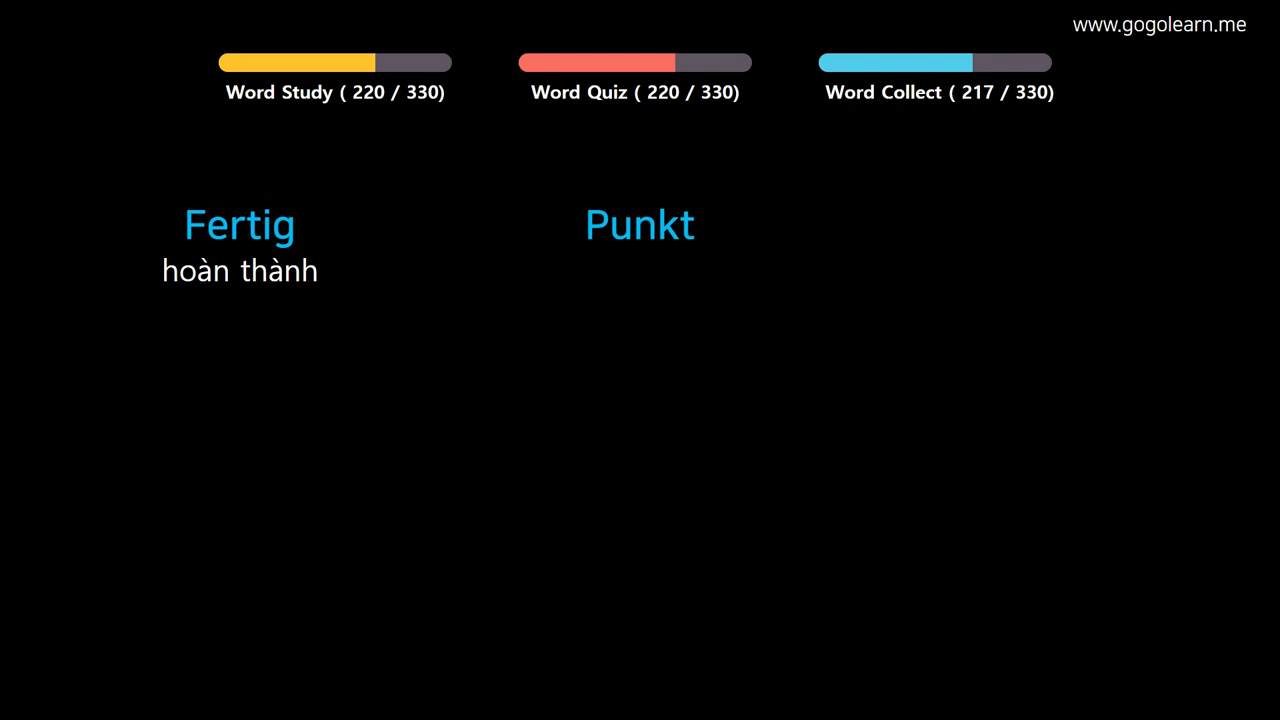 www.gogolearn.me
Word Study ( 220 / 330)
Word Quiz ( 220 / 330)
Word Collect ( 217 / 330)
Fertig
hoàn thành
Punkt